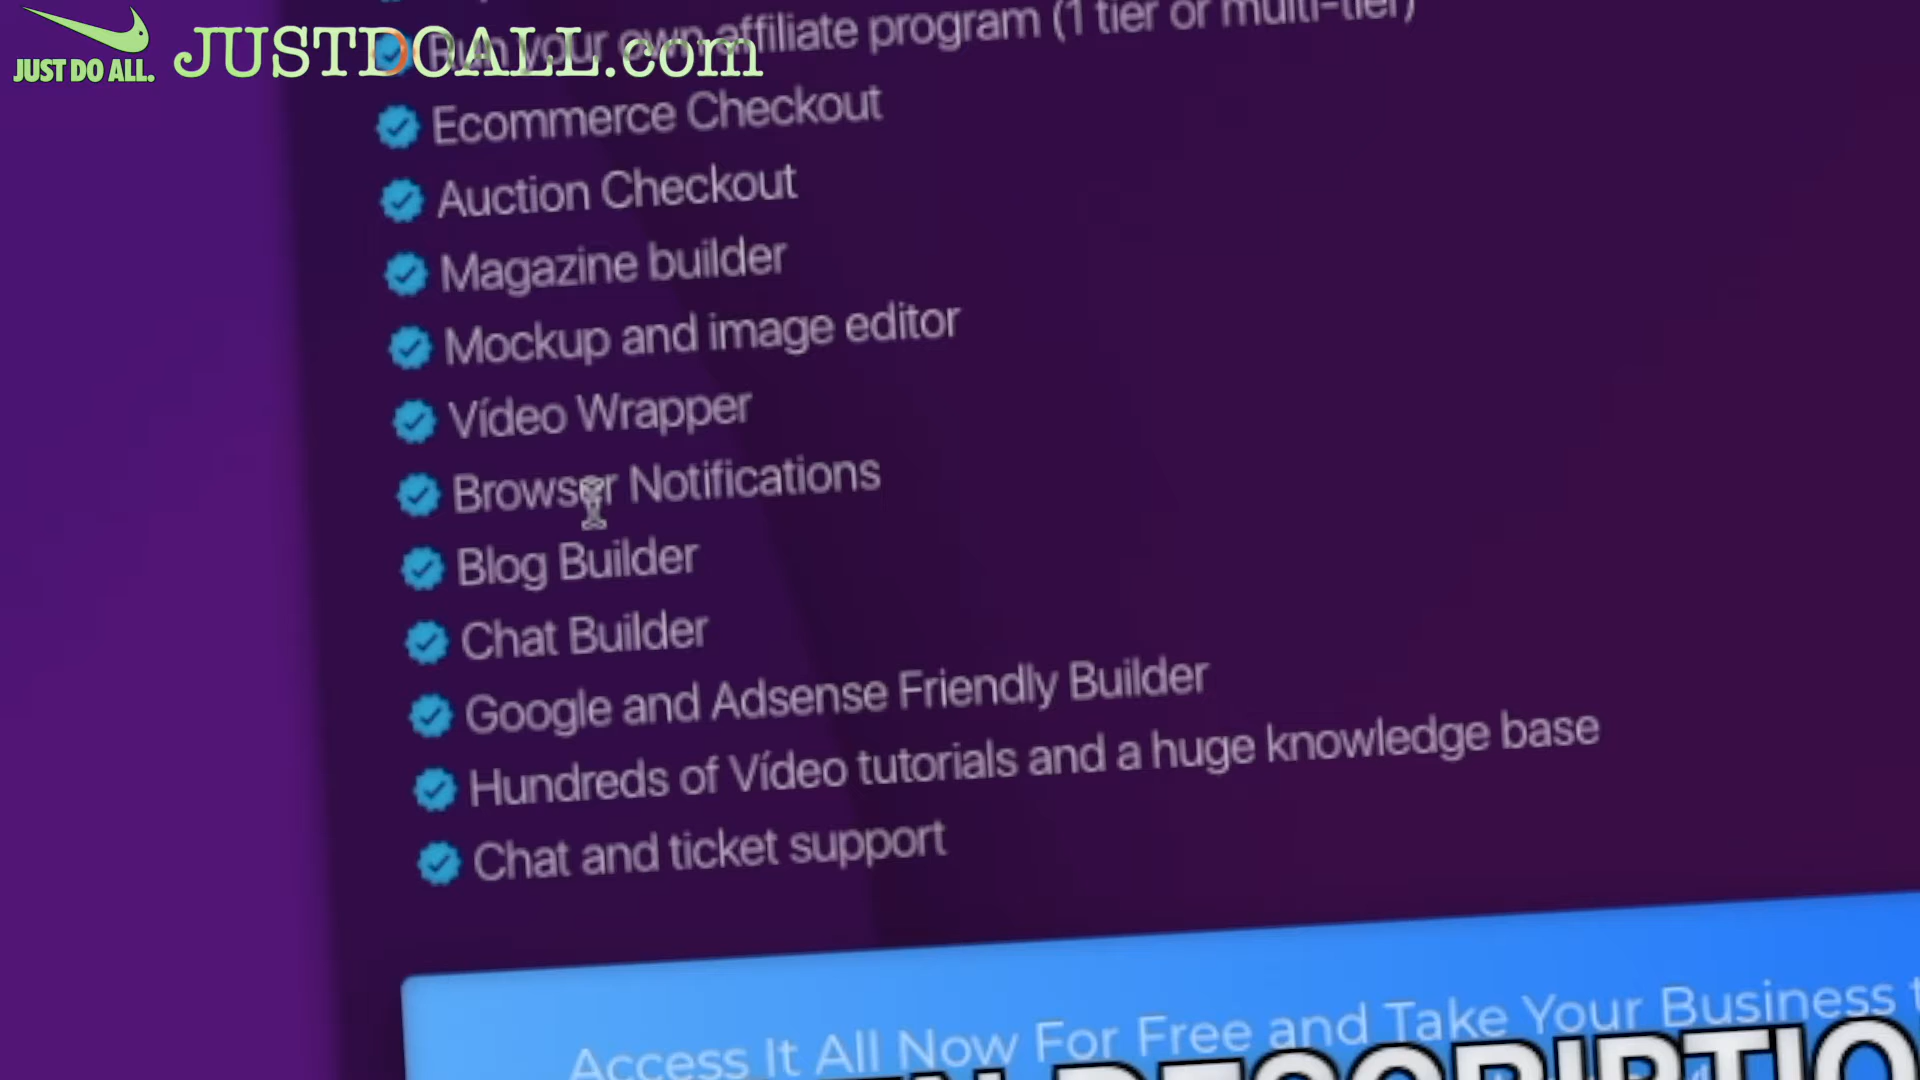 JUST DO ALL. JUSTDOALL.com
Run your own affiliate program (1 tier or multi-tier)
Ecommerce Checkout
Auction Checkout
Magazine builder
Mockup and image editor
Vídeo Wrapper
Browser Notifications
Blog Builder
Chat Builder
Google and Adsense Friendly Builder
Hundreds of Vídeo tutorials and a huge knowledge base
Chat and ticket support
Access It All Now For Free and Take Your Business